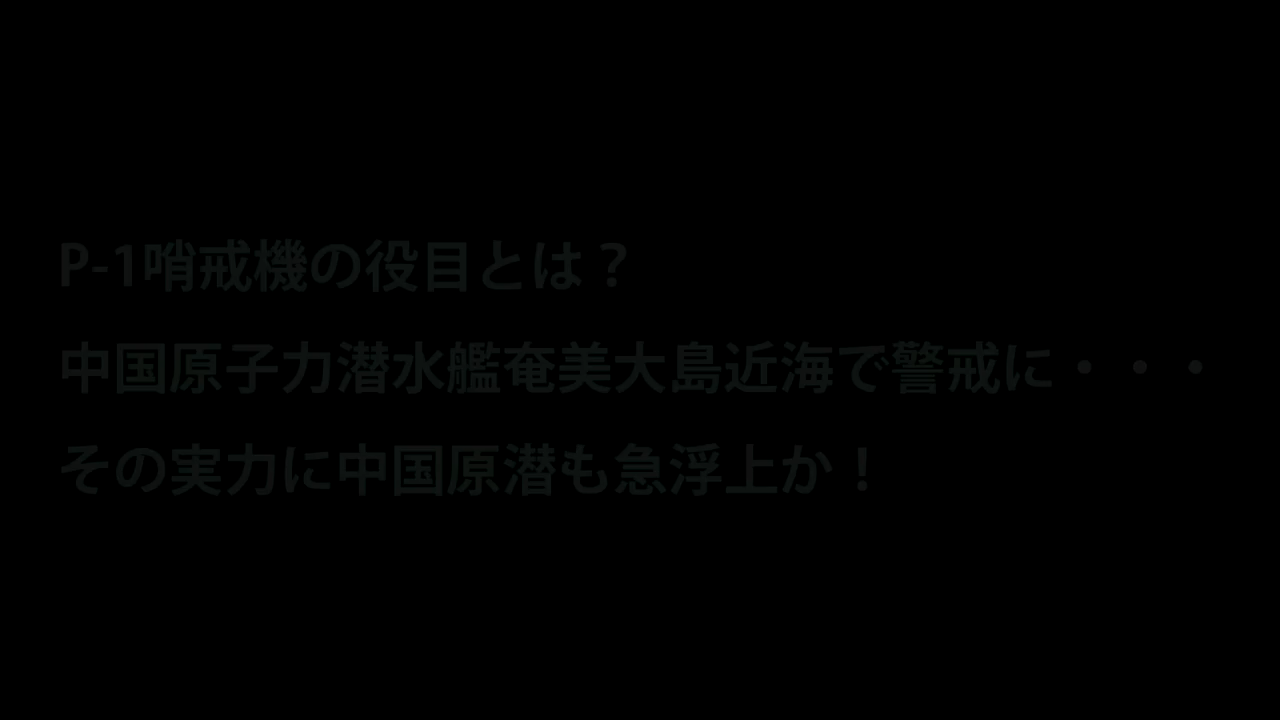 P-1哨戒機の役目とは？
中国原子力潜水艦奄美大島近海で警戒に・・・
その実力に中国原潜も急浮上か！